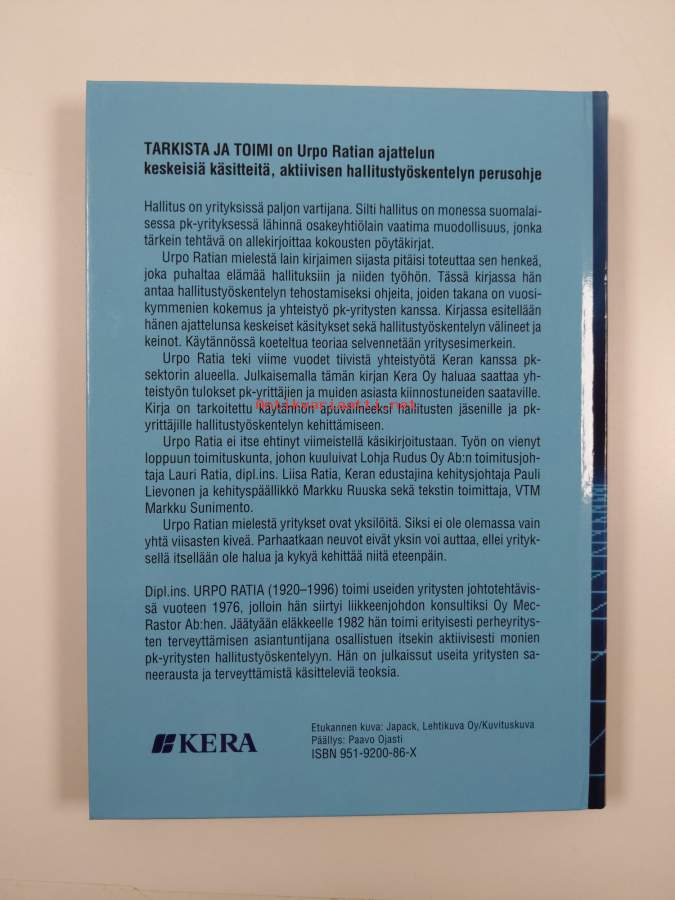 TARKISTA JA TOIMI on Urpo Ratian ajattelun
keskeisiä käsitteitä, aktiivisen hallitustyöskentelyn perusohje
Hallitus on yrityksissä paljon vartijana. Silti hallitus on monessa suomalai-
sessa pk-yrityksessä lähinnä osakeyhtiölain vaatima muodollisuus, jonka
tärkein tehtävä on allekirjoittaa kokousten pöytäkirjat.
Urpo Ratian mielestä lain kirjaimen sijasta pitäisi toteuttaa sen henkeä,
joka puhaltaa elämää hallituksiin ja niiden työhön. Tässä kirjassa hän
antaa hallitustyöskentelyn tehostamiseksi ohjeita, joiden takana on vuosi-
kymmenien kokemus ja yhteistyö pk-yritysten kanssa. Kirjassa esitellään
hänen ajattelunsa keskeiset käsitykset sekä hallitustyöskentelyn välineet ja
keinot. Käytännössä koeteltua teoriaa selvennetään yritysesimerkein.
Urpo Ratia teki viime vuodet tiivistä yhteistyötä Keran kanssa pk-
sektorin alueella. Julkaisemalla tämän kirjan Kera Oy haluaa saattaa yh-
teistyön tulokset pk-yrittäjien ja muiden asiasta kiinnostuneiden saataville.
Antikvariaatti.net
Kirja on tarkoitettu käytännön apuvälineeksi hallitusten jäsenille ja pk-
yrittäjille hallitustyöskentelyn kehittämiseen.
Urpo Ratia ei itse ehtinyt viimeistellä käsikirjoitustaan. Työn on vienyt
loppuun toimituskunta, johon kuuluivat Lohja Rudus Oy Ab:n toimitusjoh-
taja Lauri Ratia, dipl.ins. Liisa Ratia, Keran edustajina kehitysjohtaja Pauli
Lievonen ja kehityspäällikkö Markku Ruuska sekä tekstin toimittaja, VTM
Markku Sunimento.
Urpo Ratian mielestä yritykset ovat yksilöitä. Siksi ei ole olemassa vain
yhtä viisasten kiveä. Parhaatkaan neuvot eivät yksin voi auttaa, ellei yrityk-
sellä itsellään ole halua ja kykyä kehittää niitä eteenpäin.
Dipl.ins. URPO RATIA (1920–1996) toimi useiden yritysten johtotehtävis-
sä vuoteen 1976, jolloin hän siirtyi liikkeenjohdon konsultiksi Oy Mec-
Rastor Ab:hen. Jäätyään eläkkeelle 1982 hän toimi erityisesti perheyritys-
ten terveyttämisen asiantuntijana osallistuen itsekin aktiivisesti monien
pk-yritysten hallitustyöskentelyyn. Hän on julkaissut useita yritysten sa-
neerausta ja terveyttämistä käsitteleviä teoksia.
KERA
Etukannen kuva: Japack, Lehtikuva Oy/Kuvituskuva
Päällys: Paavo Ojasti
ISBN 951-9200-86-X